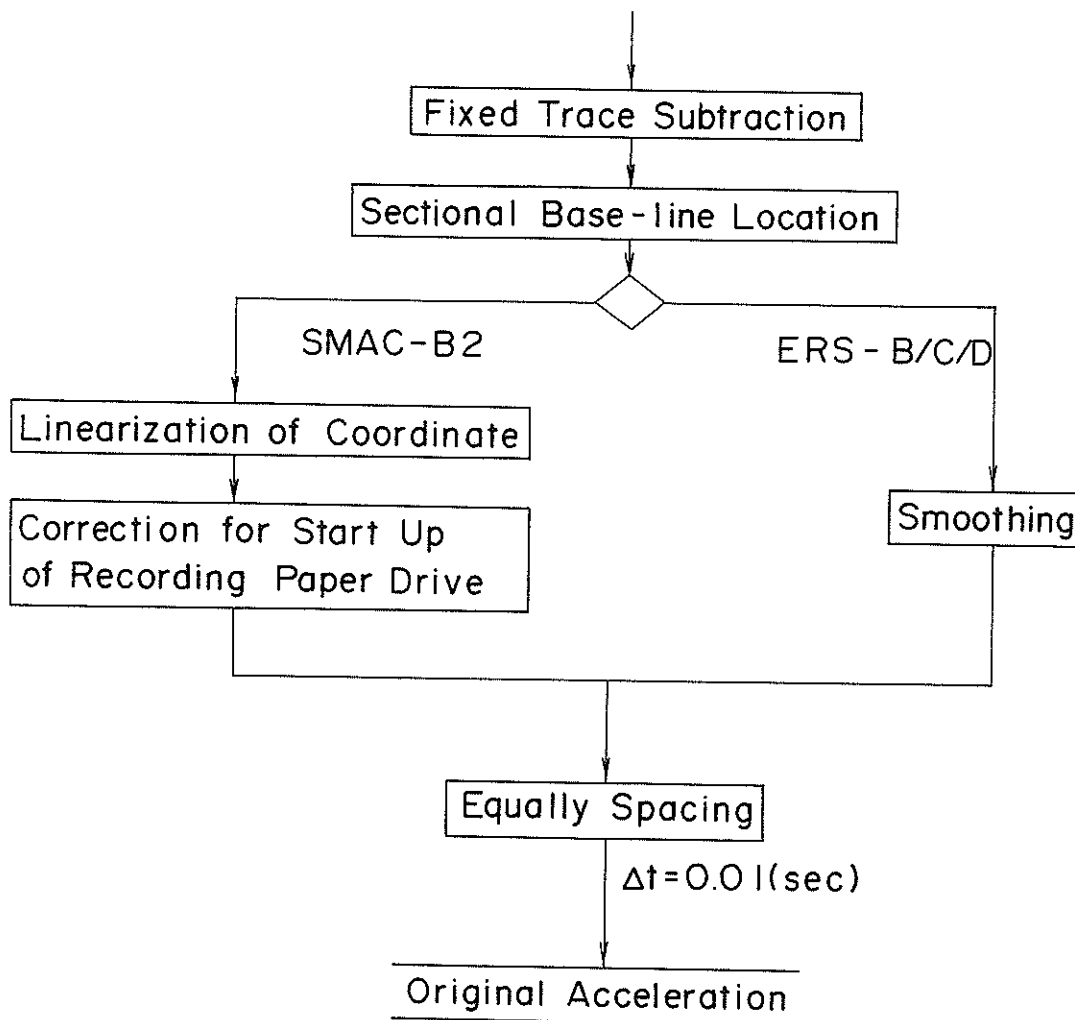 Fixed Trace Subtraction
Sectional Base-line Location
SMAC-B2
ERS-B/C/D
Linearization of Coordinate
Correction for Start Up
of Recording Paper Drive
Smoothing
Equally Spacing
Δt=0.01(sec)
Original Acceleration